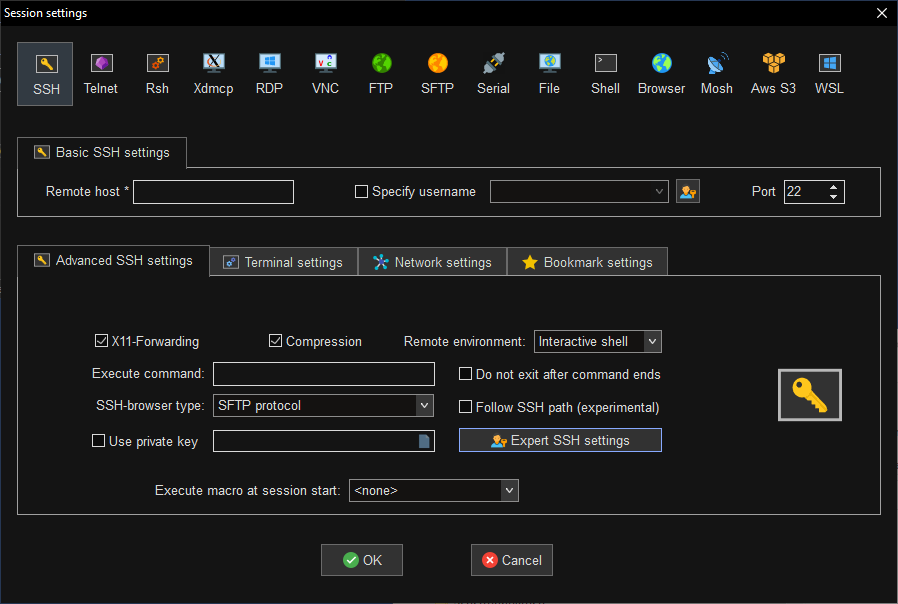 Session settings
SSH Telnet Rsh Xdmcp RDP VNC FTP SFTP Serial File Shell Browser Mosh Aws S3 WSL
Basic SSH settings
Remote host * Specify username Port 22
Advanced SSH settings Terminal settings Network settings Bookmark settings
X11-Forwarding Compression Remote environment: Interactive shell
Execute command: Do not exit after command ends
SSH-browser type: SFTP protocol Follow SSH path (experimental)
Use private key Expert SSH settings
Execute macro at session start: <none>
OK Cancel